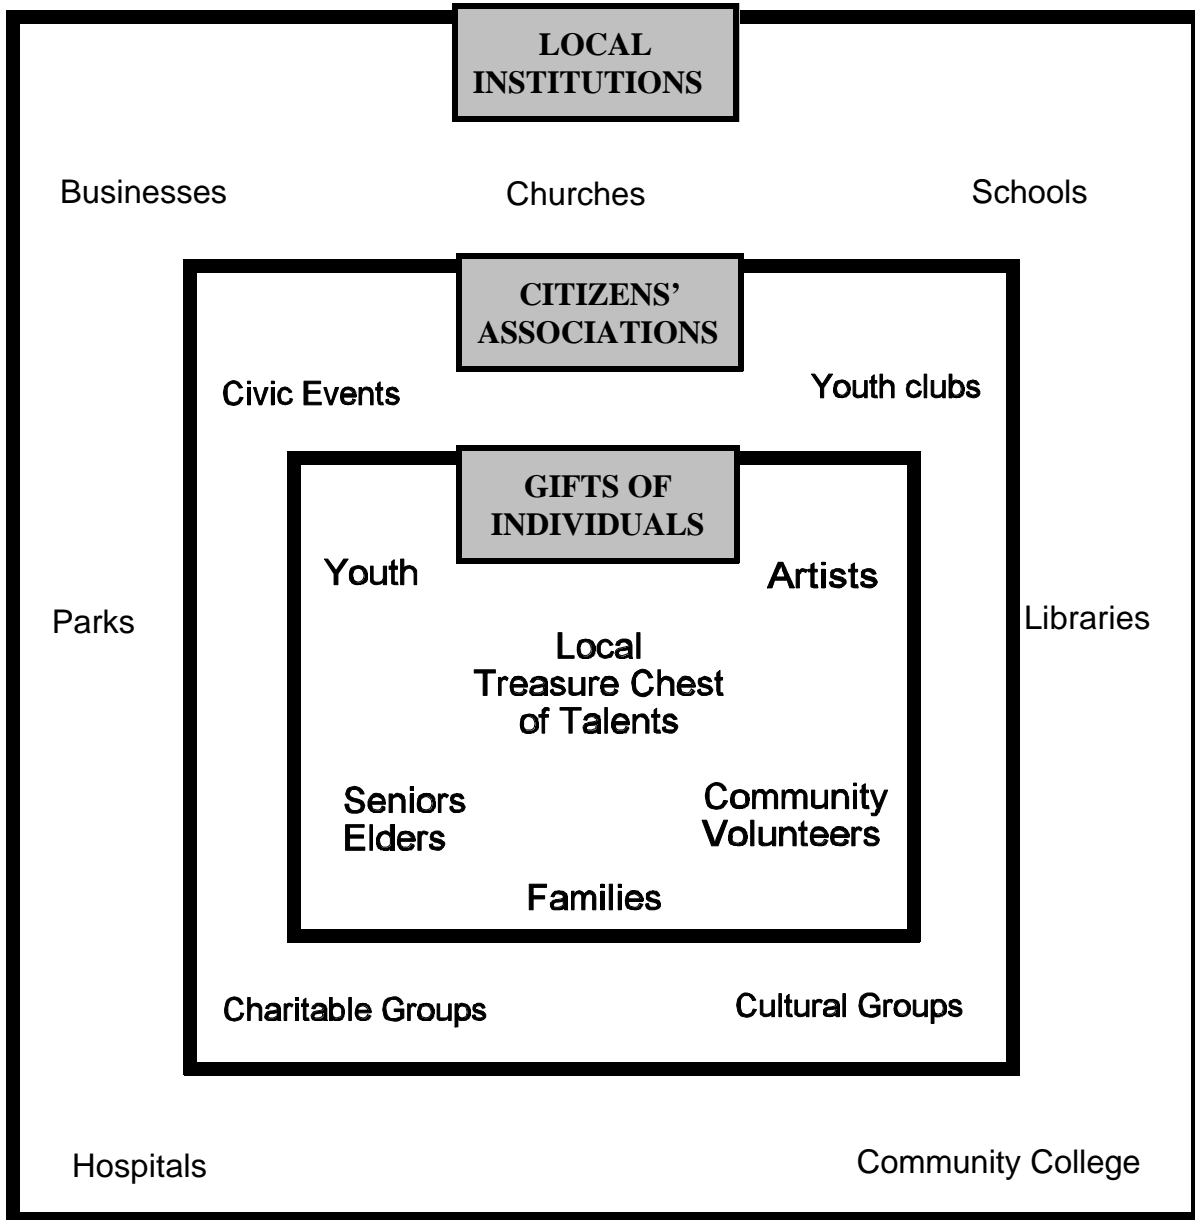 LOCAL
INSTITUTIONS
Businesses
Churches
Schools
CITIZENS’
ASSOCIATIONS
Civic Events
Youth clubs
GIFTS OF
INDIVIDUALS
Youth
Artists
Parks
Libraries
Local
Treasure Chest
of Talents
Seniors
Elders
Community
Volunteers
Families
Charitable Groups
Cultural Groups
Hospitals
Community College